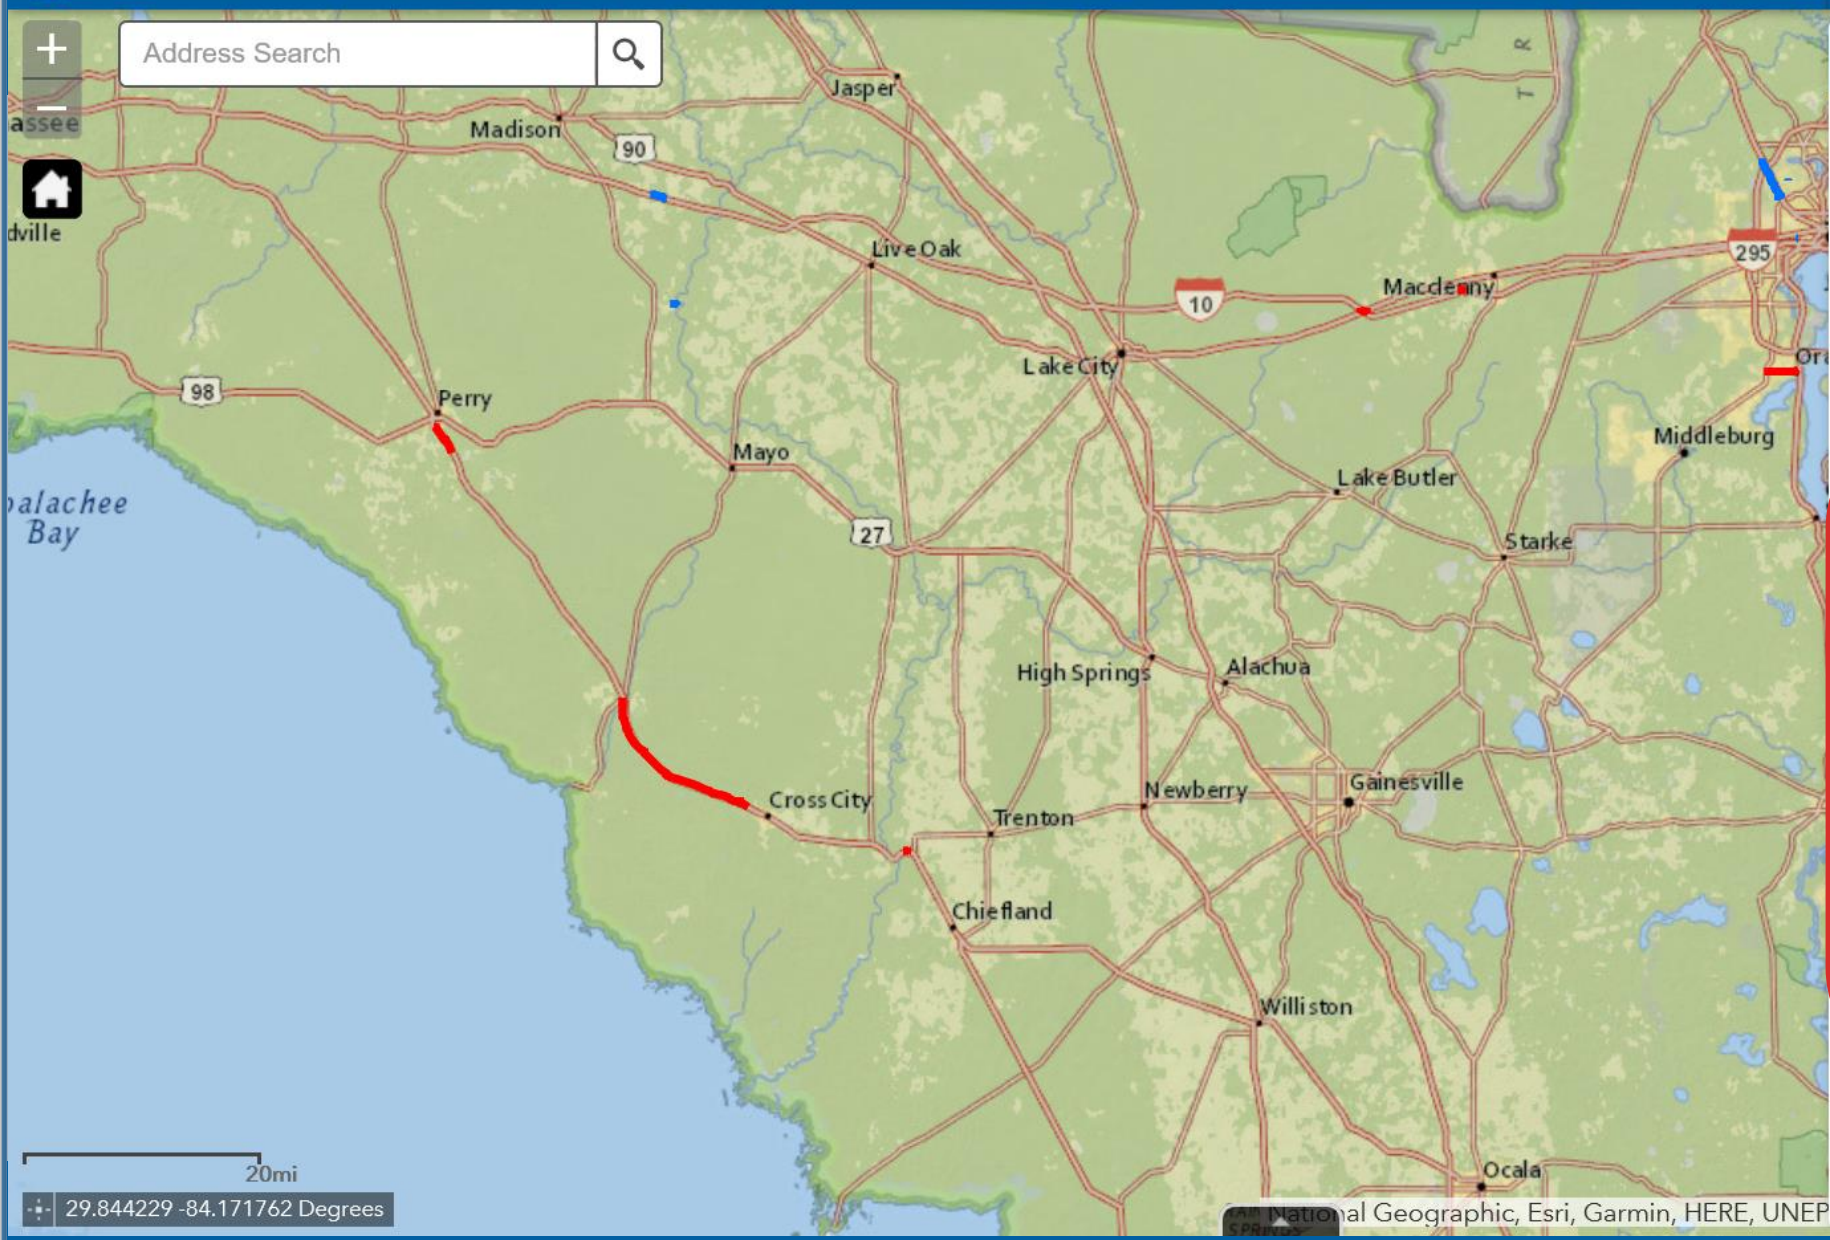 +
Address Search
−
Jasper
T R
assee
Madison
90
dville
Live Oak
295
Macclenny
10
Lake City
Ora
98
Perry
Middleburg
Mayo
Lake Butler
palachee
Bay
27
Starke
High Springs
Alachua
Gainesville
Newberry
Cross City
Trenton
Chiefland
Williston
Ocala
20mi
29.844229 -84.171762 Degrees
National Geographic, Esri, Garmin, HERE, UNEP
SPRINGS